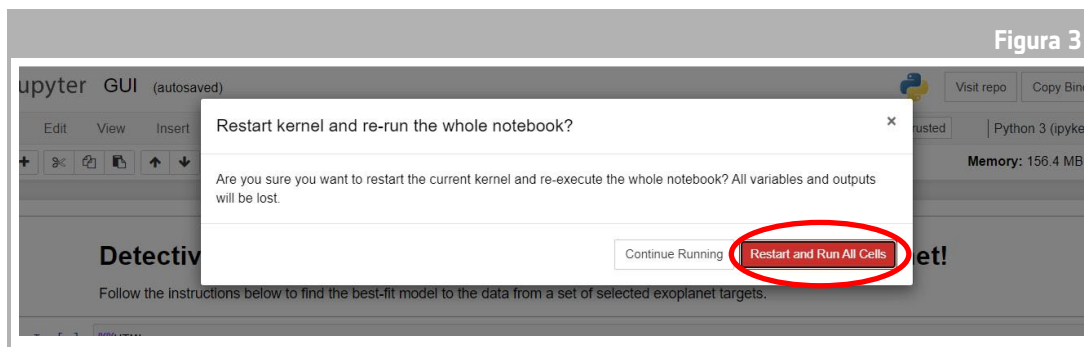 Figura 3
upyter GUI (autosaved)
Visit repo Copy Bin
Edit View Insert
Restart kernel and re-run the whole notebook? ×
rusted Python 3 (ipyke
Memory: 156.4 MB
Are you sure you want to restart the current kernel and re-execute the whole notebook? All variables and outputs
will be lost.
Continue Running Restart and Run All Cells
Detectiv et!
Follow the instructions below to find the best-fit model to the data from a set of selected exoplanet targets.